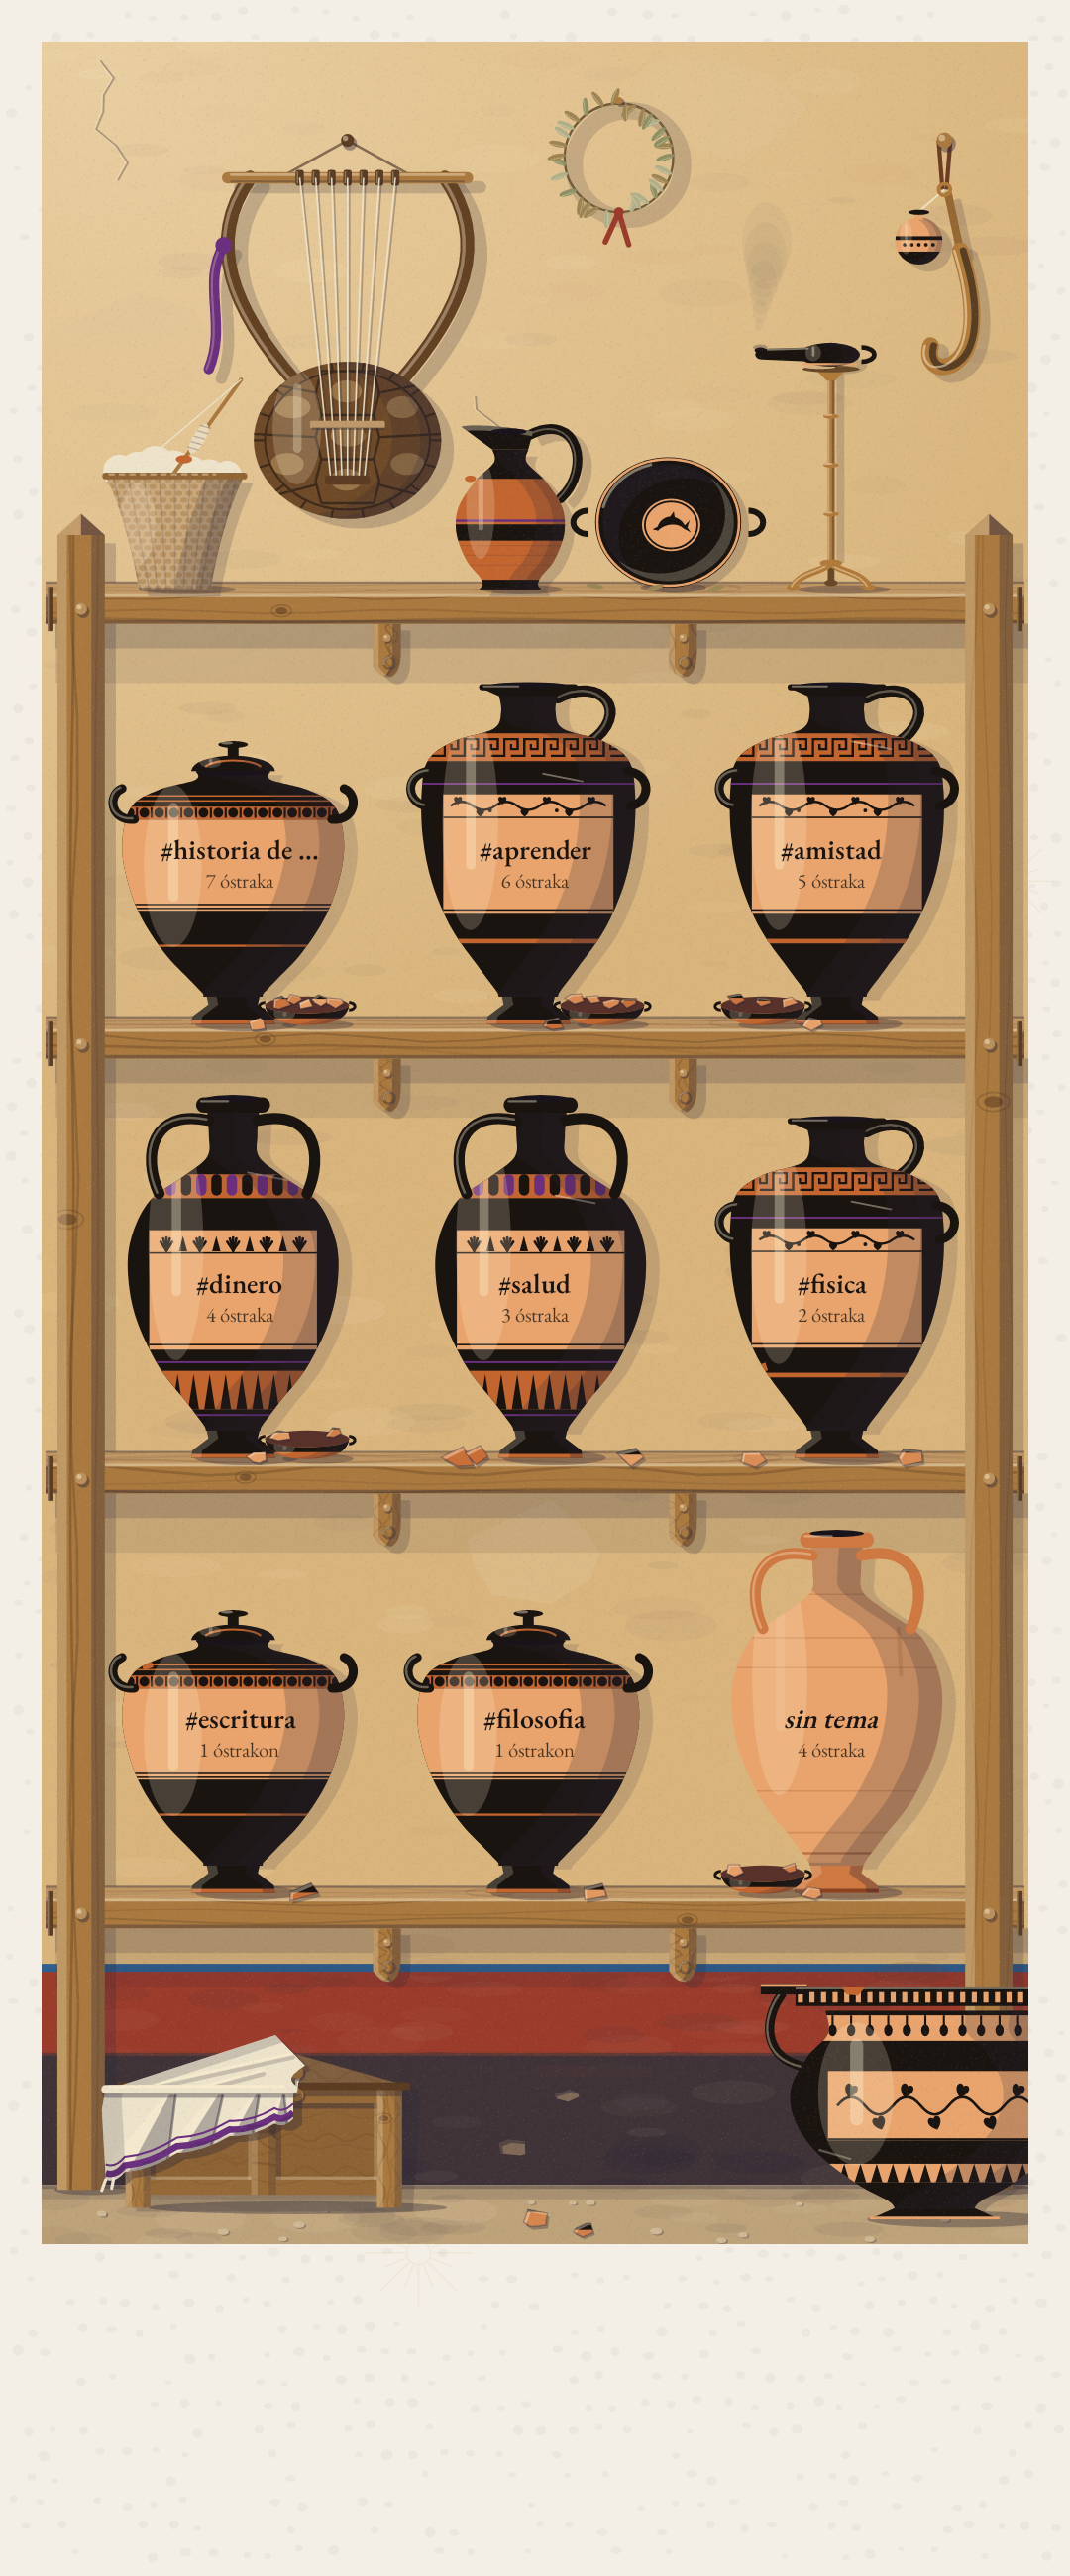 #historia de ...
7 óstraka
#aprender
6 óstraka
#amistad
5 óstraka
#dinero
4 óstraka
#salud
3 óstraka
#fisica
2 óstraka
#escritura
1 óstrakon
#filosofia
1 óstrakon
sin tema
4 óstraka